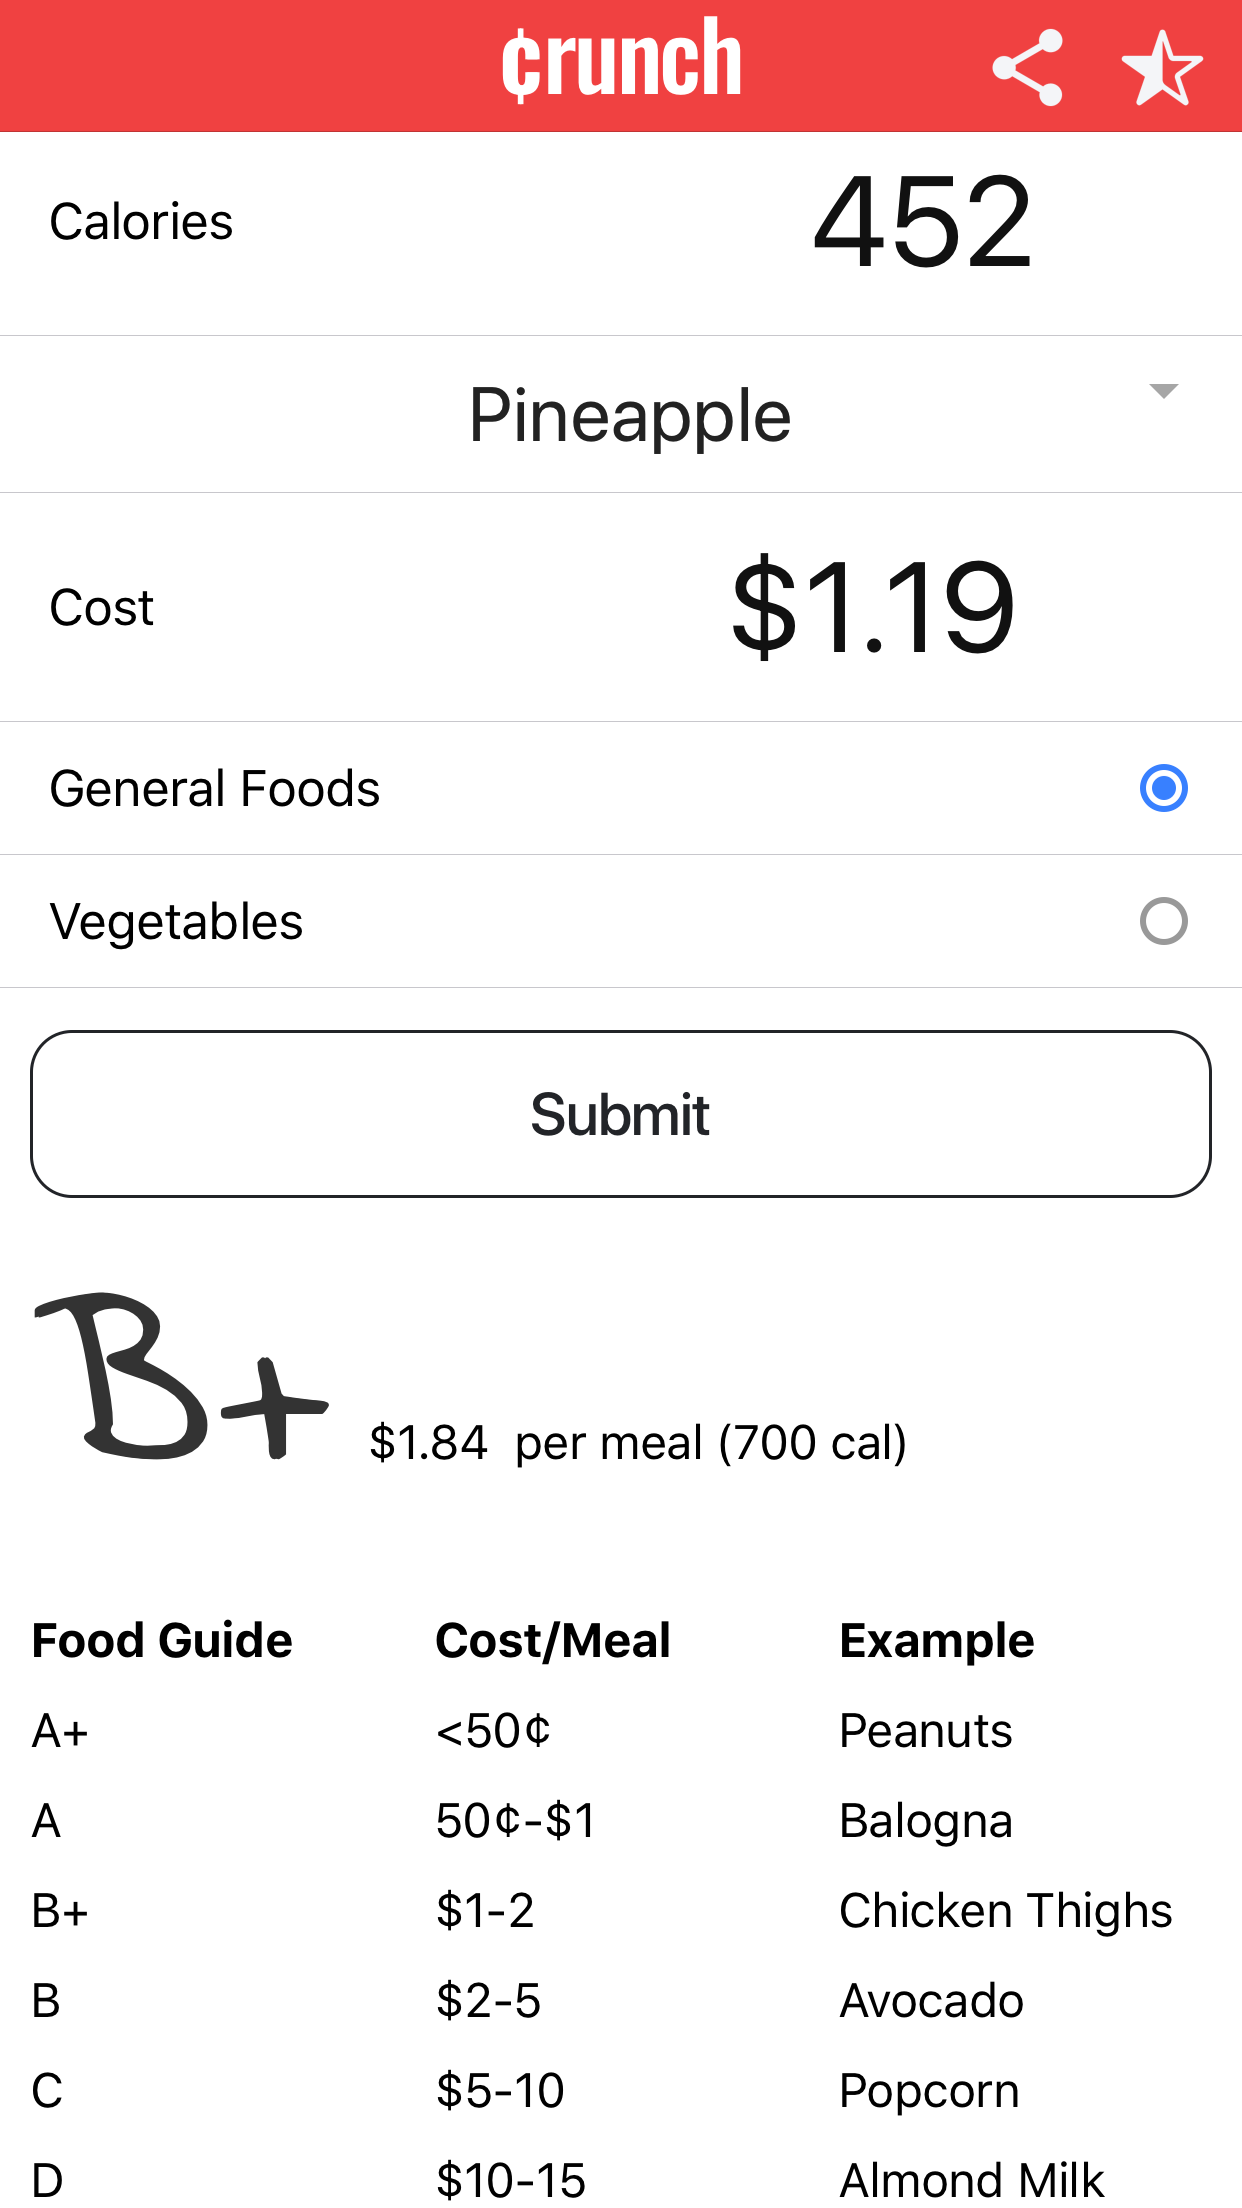 ¢runch
Calories 452
Pineapple
Cost $1.19
General Foods
Vegetables
Submit
B+ $1.84 per meal (700 cal)
Food Guide Cost/Meal Example
A+ <50¢ Peanuts
A 50¢-$1 Balogna
B+ $1-2 Chicken Thighs
B $2-5 Avocado
C $5-10 Popcorn
D $10-15 Almond Milk